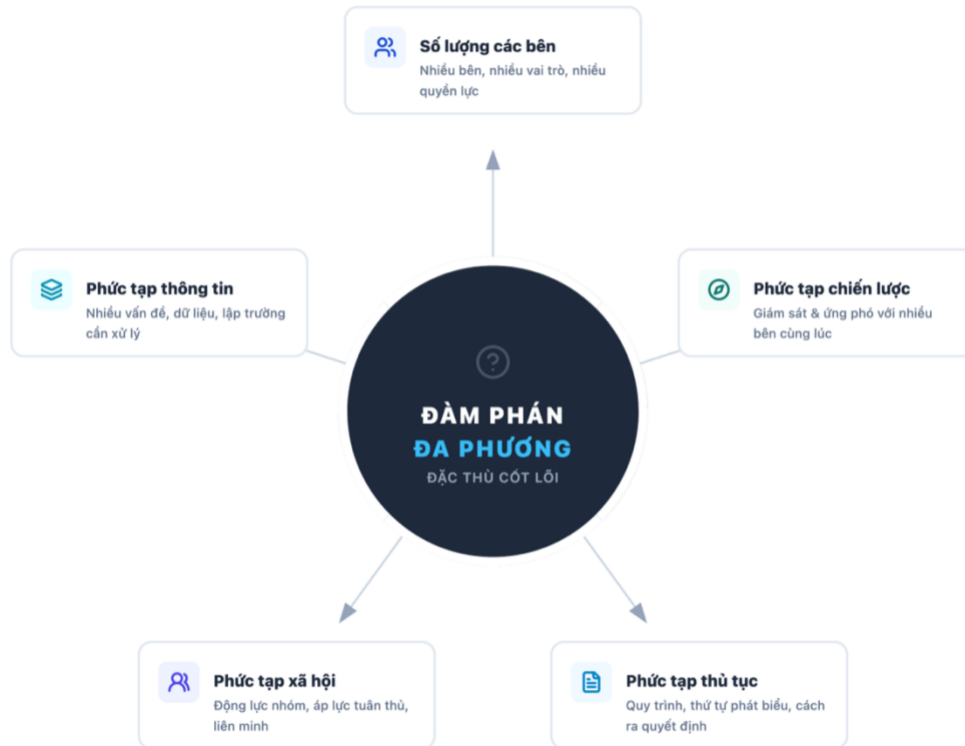 Số lượng các bên
Nhiều bên, nhiều vai trò, nhiều
quyền lực
Phức tạp thông tin
Nhiều vấn đề, dữ liệu, lập trường
cần xử lý
Phức tạp chiến lược
Giám sát & ứng phó với nhiều
bên cùng lúc
ĐÀM PHÁN
ĐA PHƯƠNG
ĐẶC THÙ CỐT LÕI
Phức tạp xã hội
Động lực nhóm, áp lực tuân thủ,
liên minh
Phức tạp thủ tục
Quy trình, thứ tự phát biểu, cách
ra quyết định